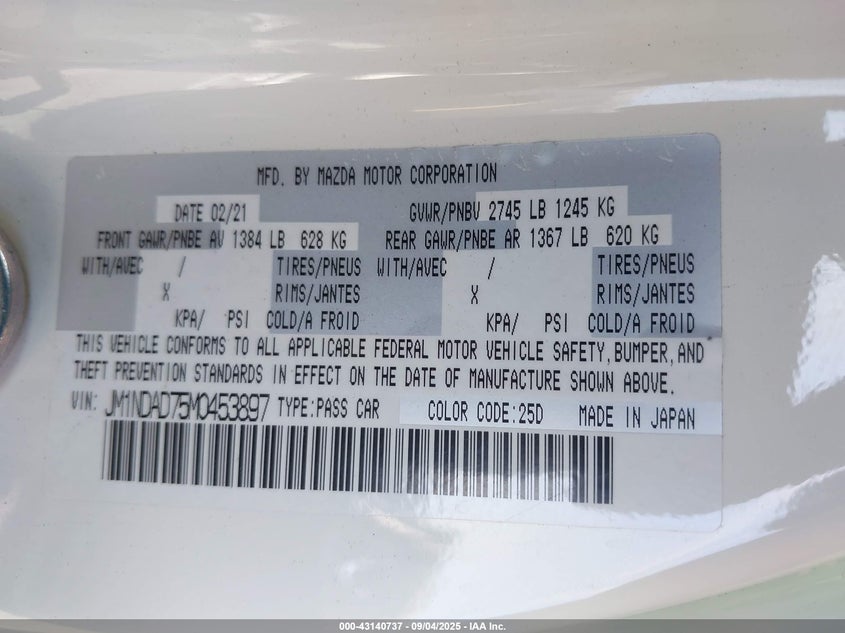 MFD. BY MAZDA MOTOR CORPORATION
DATE 02/21 GVWR/PNBV 2745 LB 1245 KG
FRONT GAWR/PNBE AV 1384 LB 628 KG REAR GAWR/PNBE AR 1367 LB 620 KG
WITH/AVEC / TIRES/PNEUS WITH/AVEC / TIRES/PNEUS
X RIMS/JANTES X RIMS/JANTES
KPA/ PSI COLD/A FROID KPA/ PSI COLD/A FROID
THIS VEHICLE CONFORMS TO ALL APPLICABLE FEDERAL MOTOR VEHICLE SAFETY, BUMPER, AND
THEFT PREVENTION STANDARDS IN EFFECT ON THE DATE OF MANUFACTURE SHOWN ABOVE.
VIN: JM1NDAD75M0453897 TYPE:PASS CAR COLOR CODE:25D MADE IN JAPAN
000-43140737 - 09/04/2025 - IAA Inc.